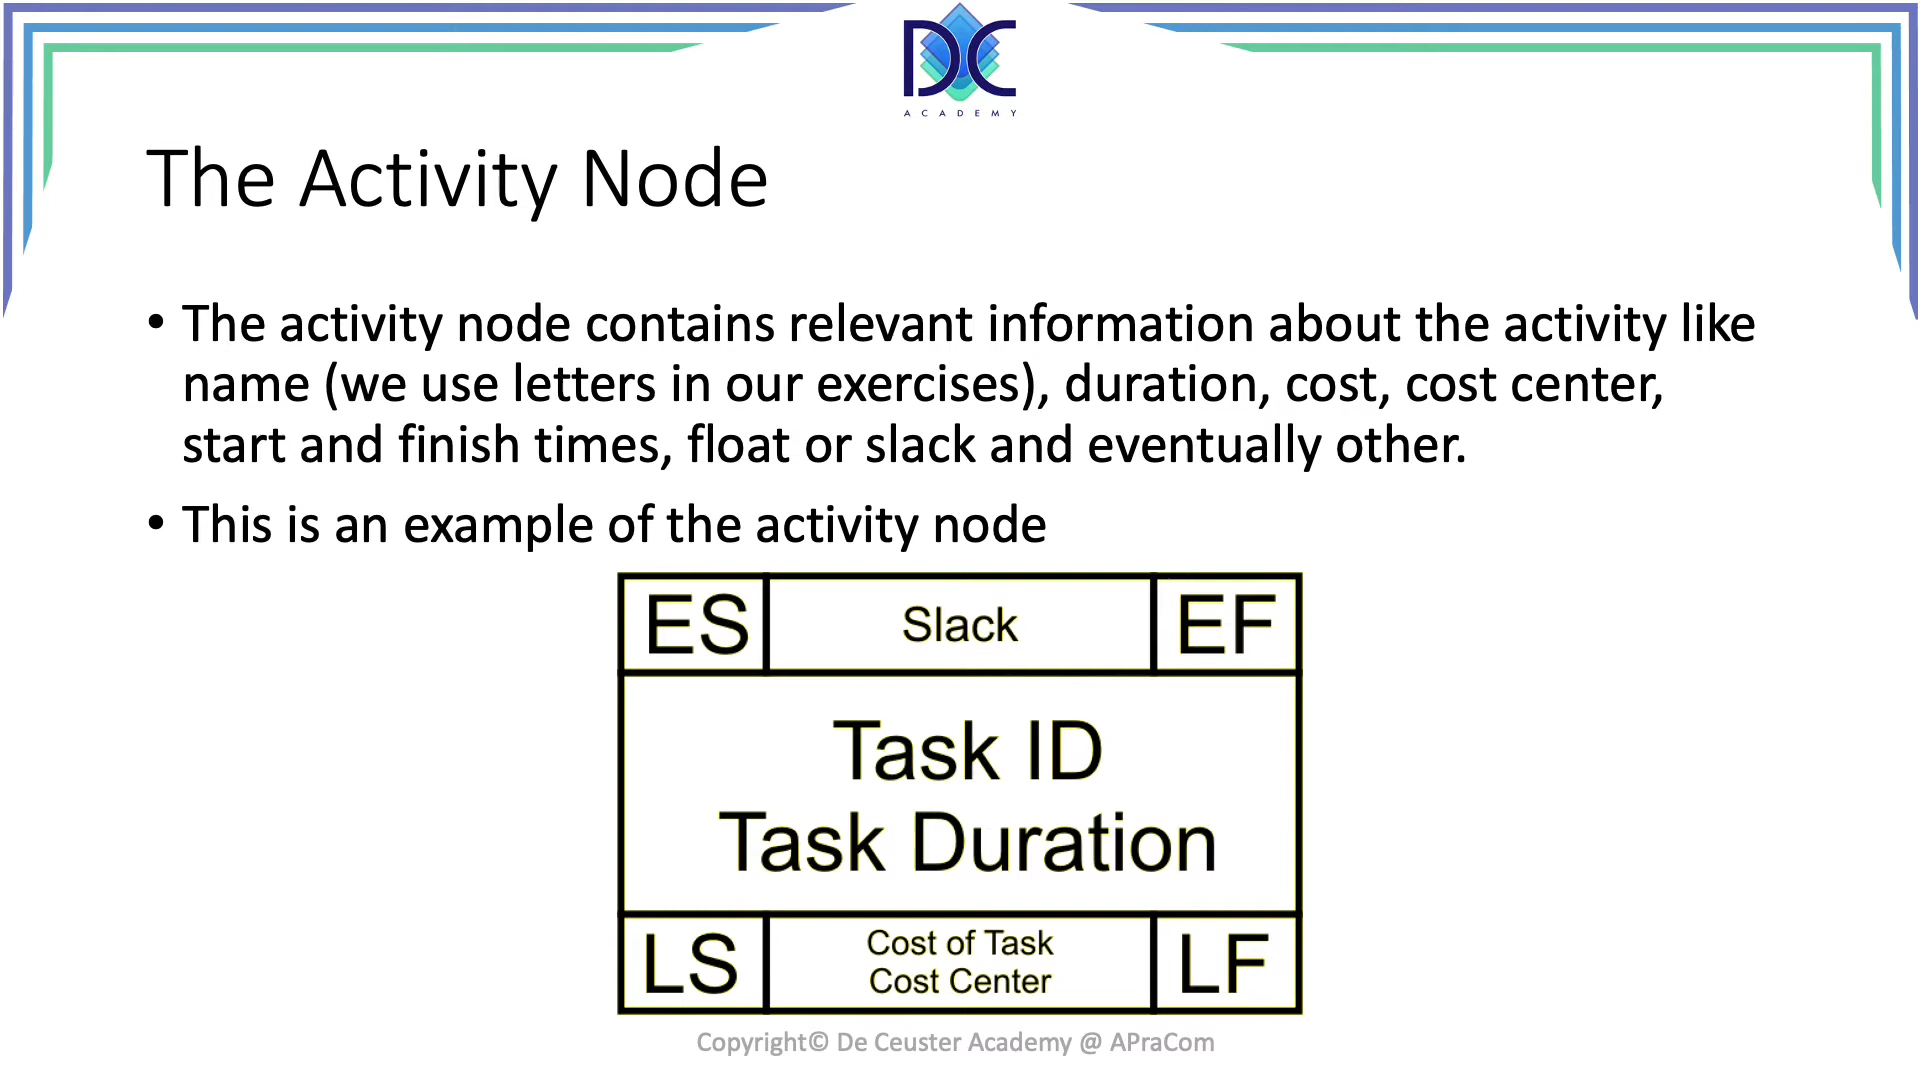 DC
ACADEMY
The Activity Node
• The activity node contains relevant information about the activity like
name (we use letters in our exercises), duration, cost, cost center,
start and finish times, float or slack and eventually other.
• This is an example of the activity node
ES Slack EF
Task ID
Task Duration
LS Cost of Task LF
Cost Center
Copyright© De Ceuster Academy @ APraCom